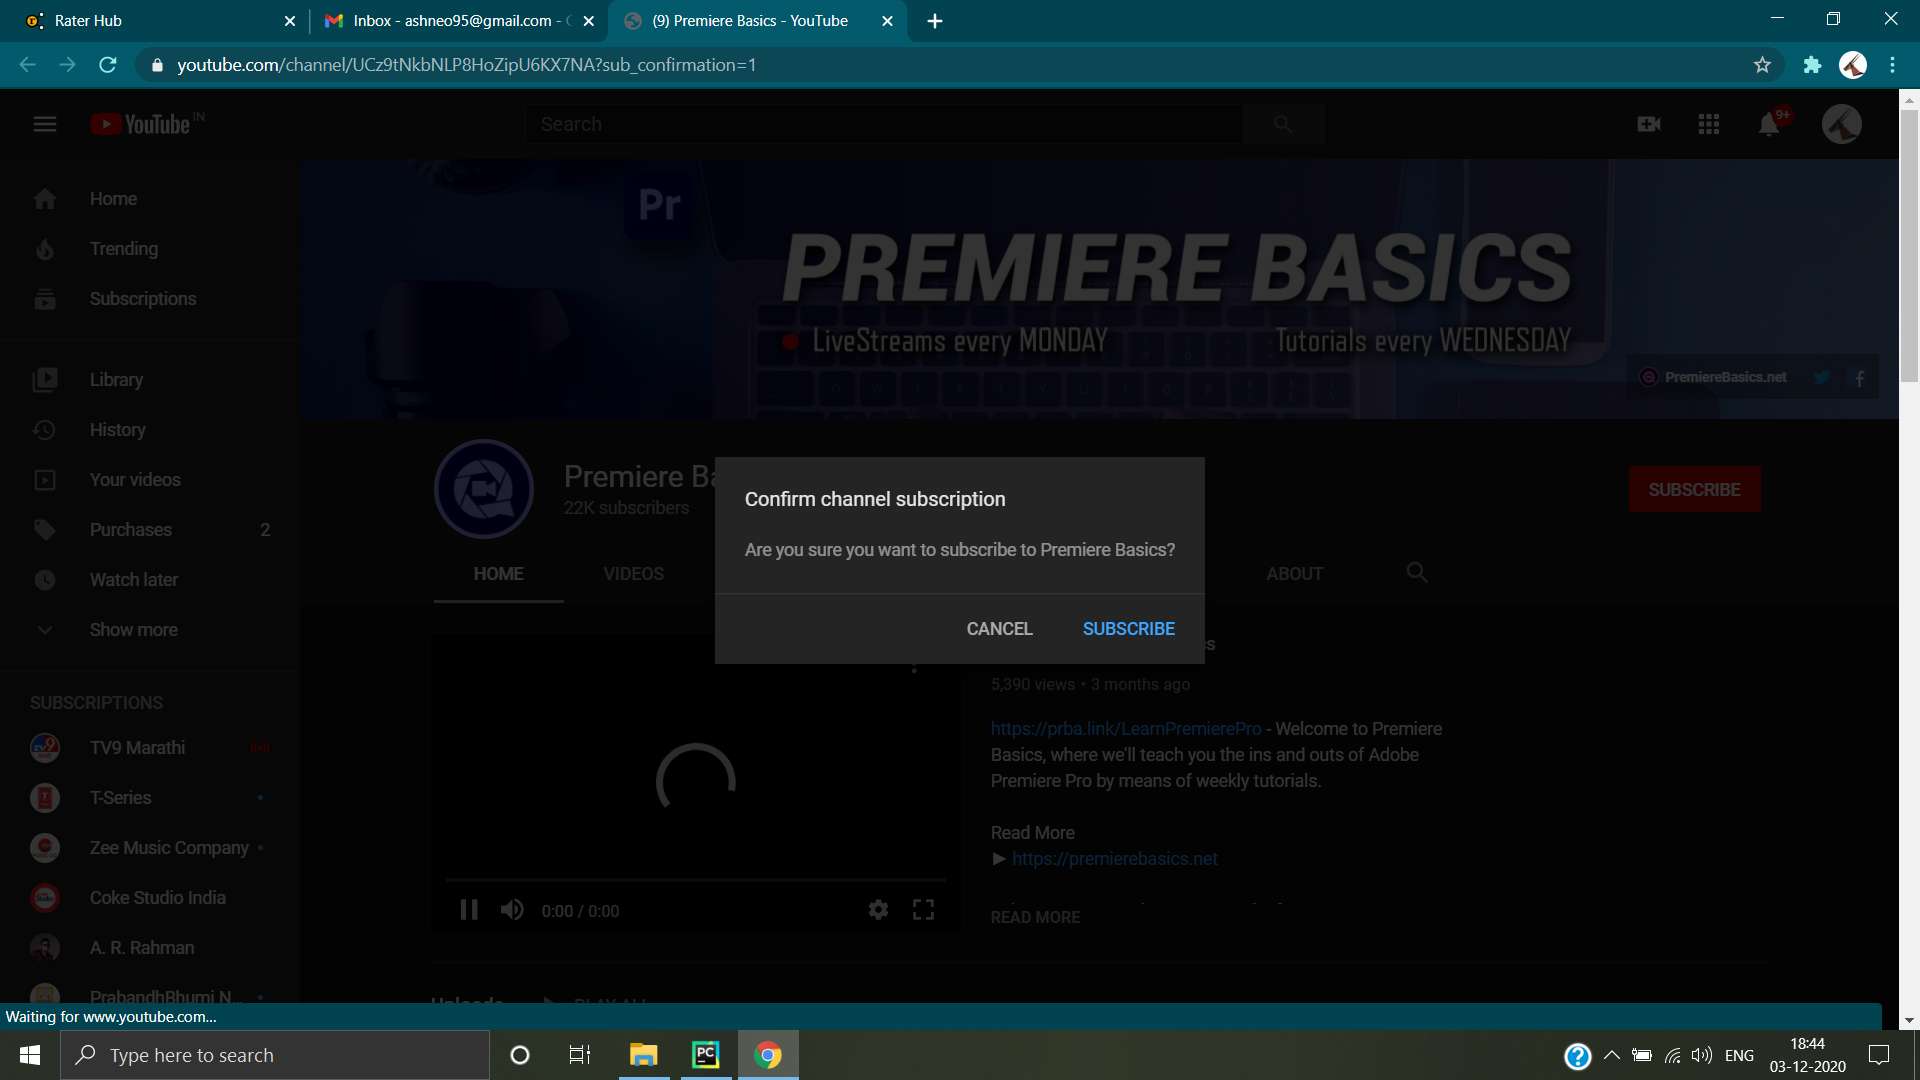 Rater Hub
Inbox - ashneo95@gmail.com -
(9) Premiere Basics - YouTube
youtube.com/channel/UCz9tNkbNLP8HoZipU6KX7NA?sub_confirmation=1
YouTube IN
Search
9+
Home
Trending
Subscriptions
Library
History
Your videos
Purchases 2
Watch later
Show more
SUBSCRIPTIONS
TV9 Marathi
T-Series
Zee Music Company
Coke Studio India
A. R. Rahman
PrabandhBhumi N...
Pr
PREMIERE BASICS
LiveStreams every MONDAY
Tutorials every WEDNESDAY
PremiereBasics.net
Premiere Ba
22K subscribers
SUBSCRIBE
HOME
VIDEOS
ABOUT
Confirm channel subscription
Are you sure you want to subscribe to Premiere Basics?
CANCEL
SUBSCRIBE
0:00 / 0:00
5,390 views • 3 months ago
https://prba.link/LearnPremierePro - Welcome to Premiere
Basics, where we'll teach you the ins and outs of Adobe
Premiere Pro by means of weekly tutorials.
Read More
► https://premierebasics.net
READ MORE
Uploads
PLAY ALL
Waiting for www.youtube.com...
Type here to search
PC
ENG
18:44
03-12-2020